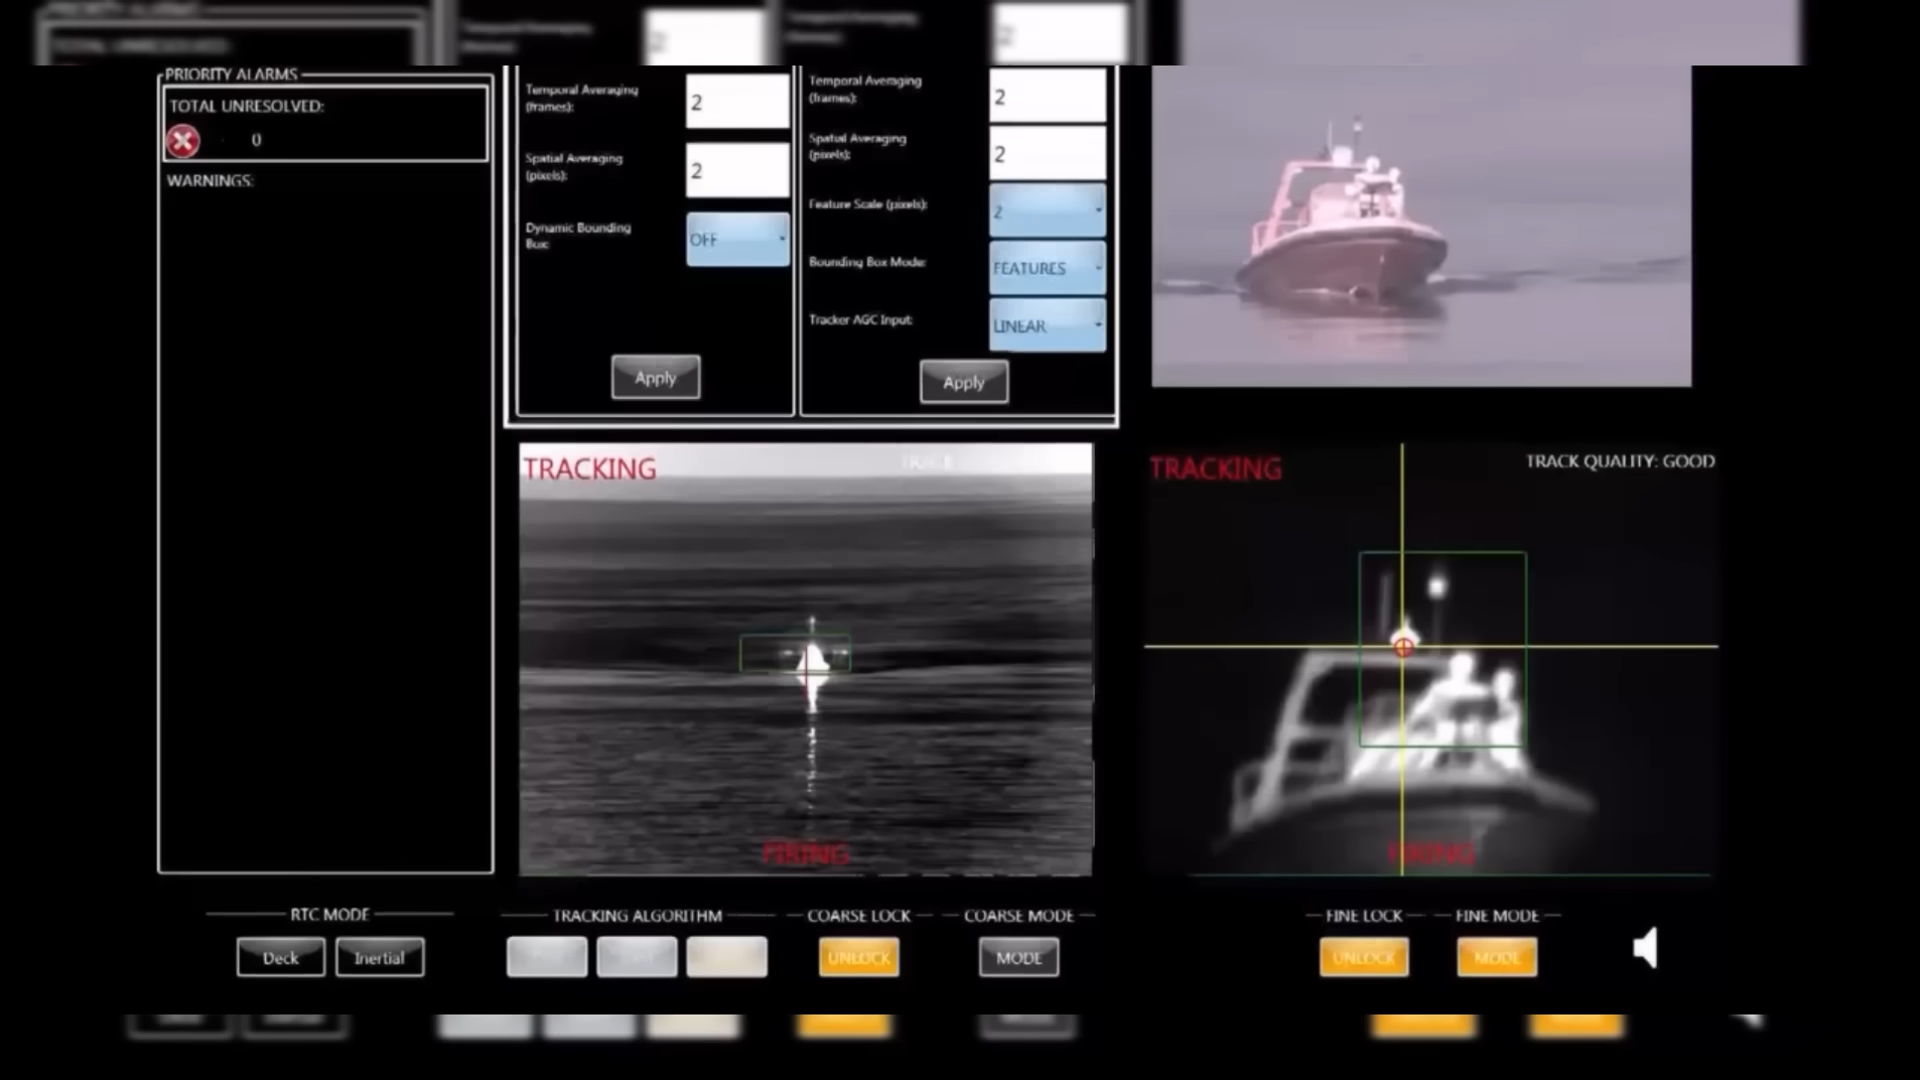 PRIORITY ALARMS
TOTAL UNRESOLVED:
0
WARNINGS:
Temporal Averaging
(frames):
2
Spatial Averaging
(pixels):
2
Dynamic Bounding
Box:
OFF
Apply
Temporal Averaging
(frames):
2
Spatial Averaging
(pixels):
2
Feature Scale (pixels):
2
Bounding Box Mode:
FEATURES
Tracker AGC Input:
LINEAR
Apply
TRACKING
FIRING
TRACKING
TRACK QUALITY: GOOD
FIRING
RTC MODE
Deck
Inertial
TRACKING ALGORITHM
COARSE LOCK
UNLOCK
COARSE MODE
MODE
FINE LOCK
UNLOCK
FINE MODE
MODE